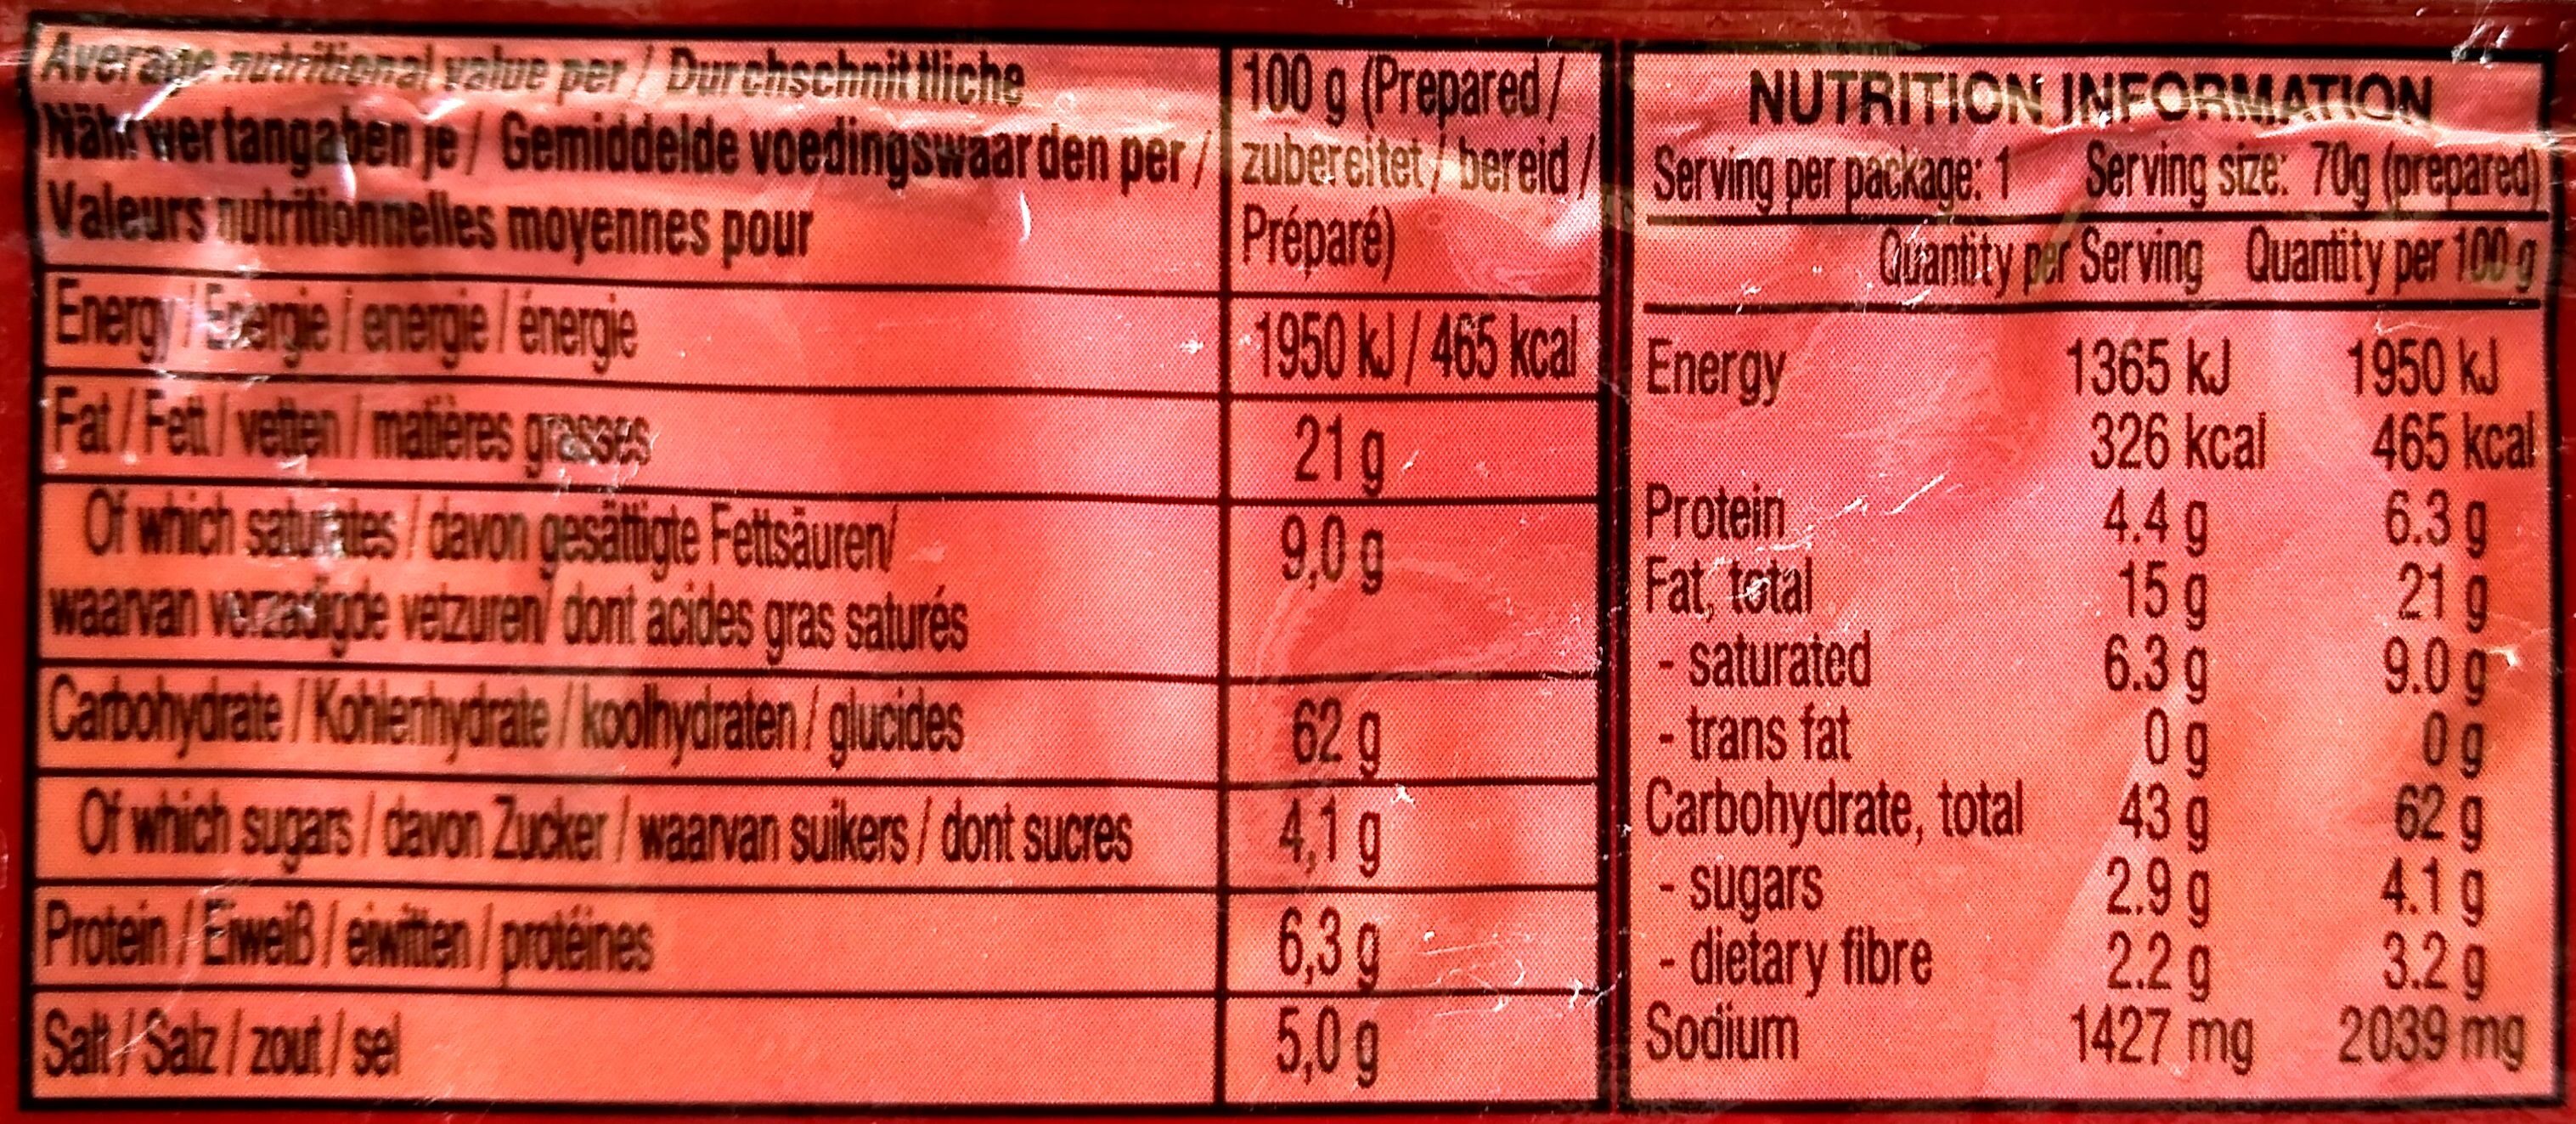 Average nutritional value per / Durchschnittliche
Nährwertangaben je / Gemiddelde voedingswaarden per /
Valeurs nutritionnelles moyennes pour
100 g (Prepared /
zubereitet / bereid /
Préparé)
Energy / Energie / energie / énergie 1950 kJ / 465 kcal
Fat / Fett / vetten / matières grasses 21 g
Of which saturates / davon gesättigte Fettsäuren/ 9,0 g
waarvan verzadigde vetzuren/ dont acides gras saturés
Carbohydrate / Kohlenhydrate / koolhydraten / glucides 62 g
Of which sugars / davon Zucker / waarvan suikers / dont sucres 4,1 g
Protein / Eiweiß / eiwitten / protéines 6,3 g
Salt / Salz / zout / sel 5,0 g
NUTRITION INFORMATION
Serving per package: 1 Serving size: 70g (prepared)
Quantity per Serving Quantity per 100 g
Energy 1365 kJ 1950 kJ
326 kcal 465 kcal
Protein 4.4 g 6.3 g
Fat, total 15 g 21 g
- saturated 6.3 g 9.0 g
- trans fat 0 g 0 g
Carbohydrate, total 43 g 62 g
- sugars 2.9 g 4.1 g
- dietary fibre 2.2 g 3.2 g
Sodium 1427 mg 2039 mg